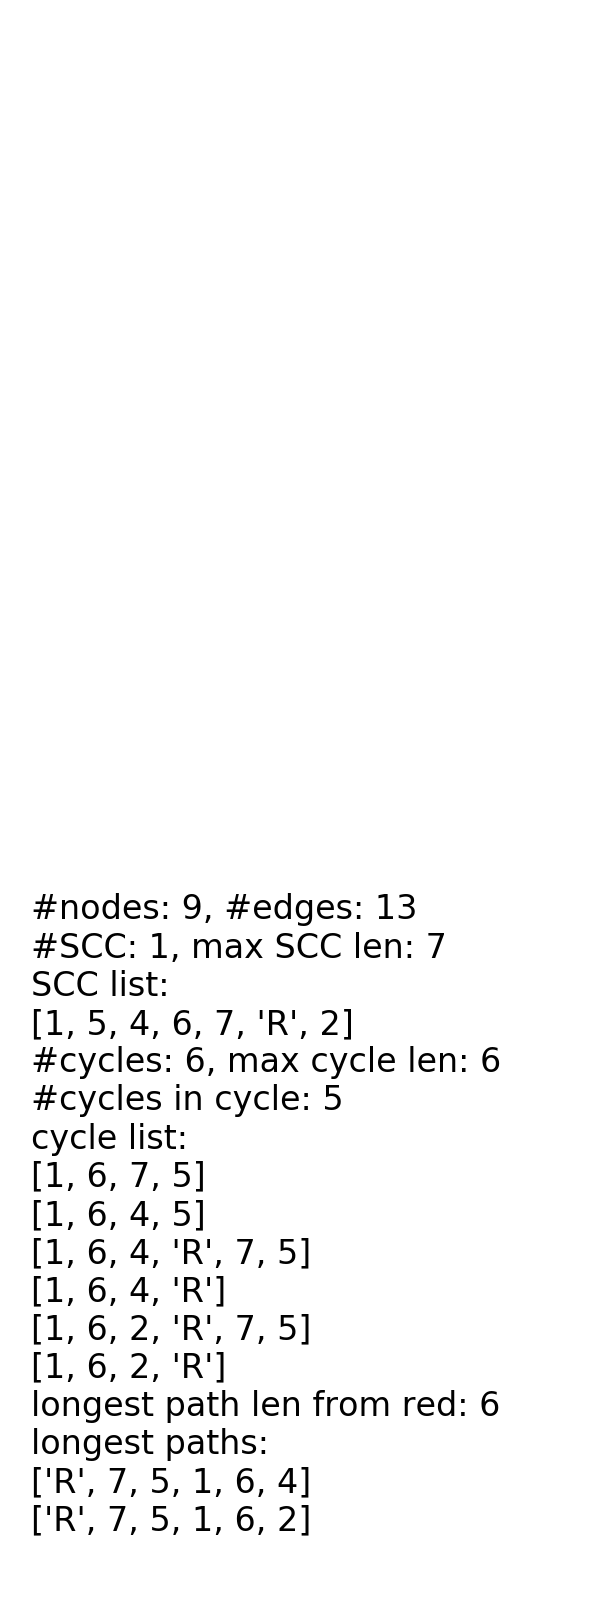 #nodes: 9, #edges: 13
#SCC: 1, max SCC len: 7
SCC list:
[1, 5, 4, 6, 7, 'R', 2]
#cycles: 6, max cycle len: 6
#cycles in cycle: 5
cycle list:
[1, 6, 7, 5]
[1, 6, 4, 5]
[1, 6, 4, 'R', 7, 5]
[1, 6, 4, 'R']
[1, 6, 2, 'R', 7, 5]
[1, 6, 2, 'R']
longest path len from red: 6
longest paths:
['R', 7, 5, 1, 6, 4]
['R', 7, 5, 1, 6, 2]